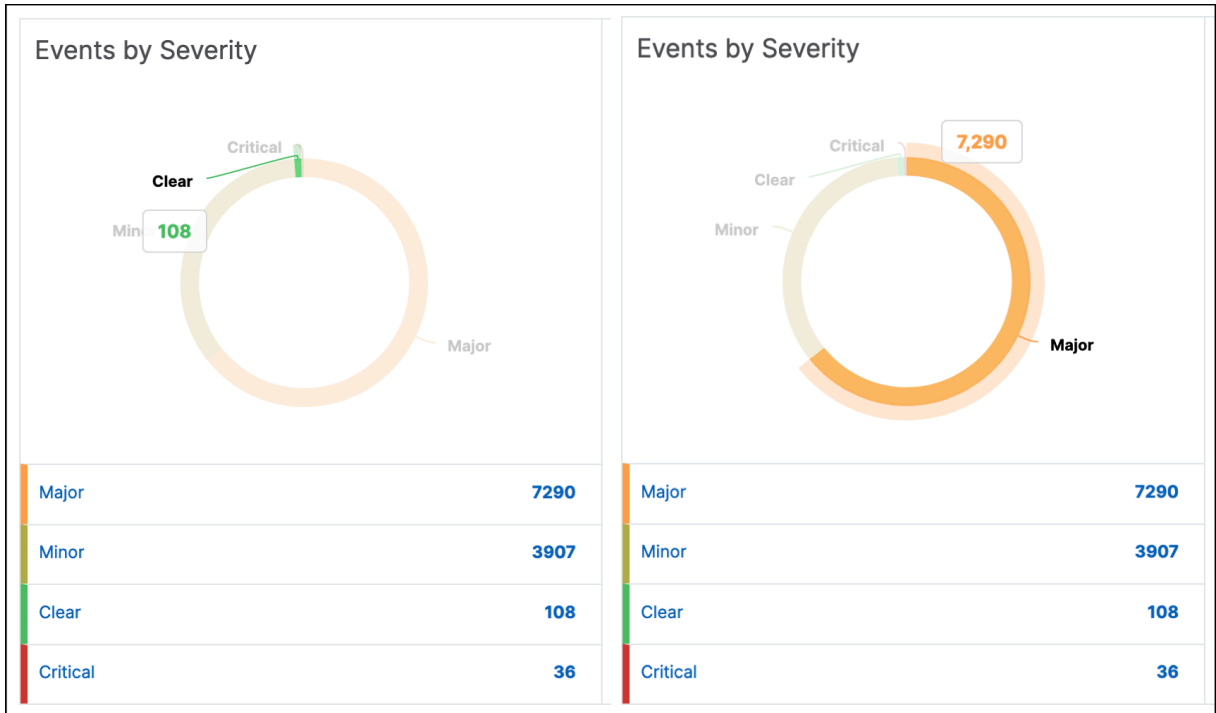 Events by Severity
Critical
Clear
Minor
108
Major
Major 7290
Minor 3907
Clear 108
Critical 36
Events by Severity
7,290
Critical
Clear
Minor
Major
Major 7290
Minor 3907
Clear 108
Critical 36